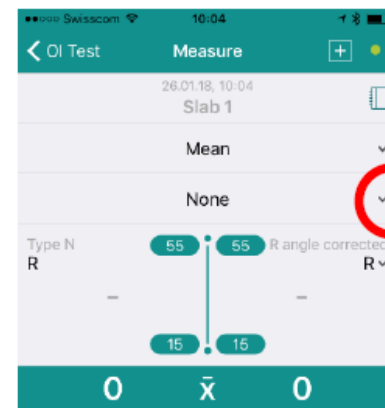 Swisscom 10:04
OI Test Measure
26.01.18, 10:04
Slab 1
Mean
None
Type N 55 55 R angle corrected
R R
– –
15 15
0 x̄ 0